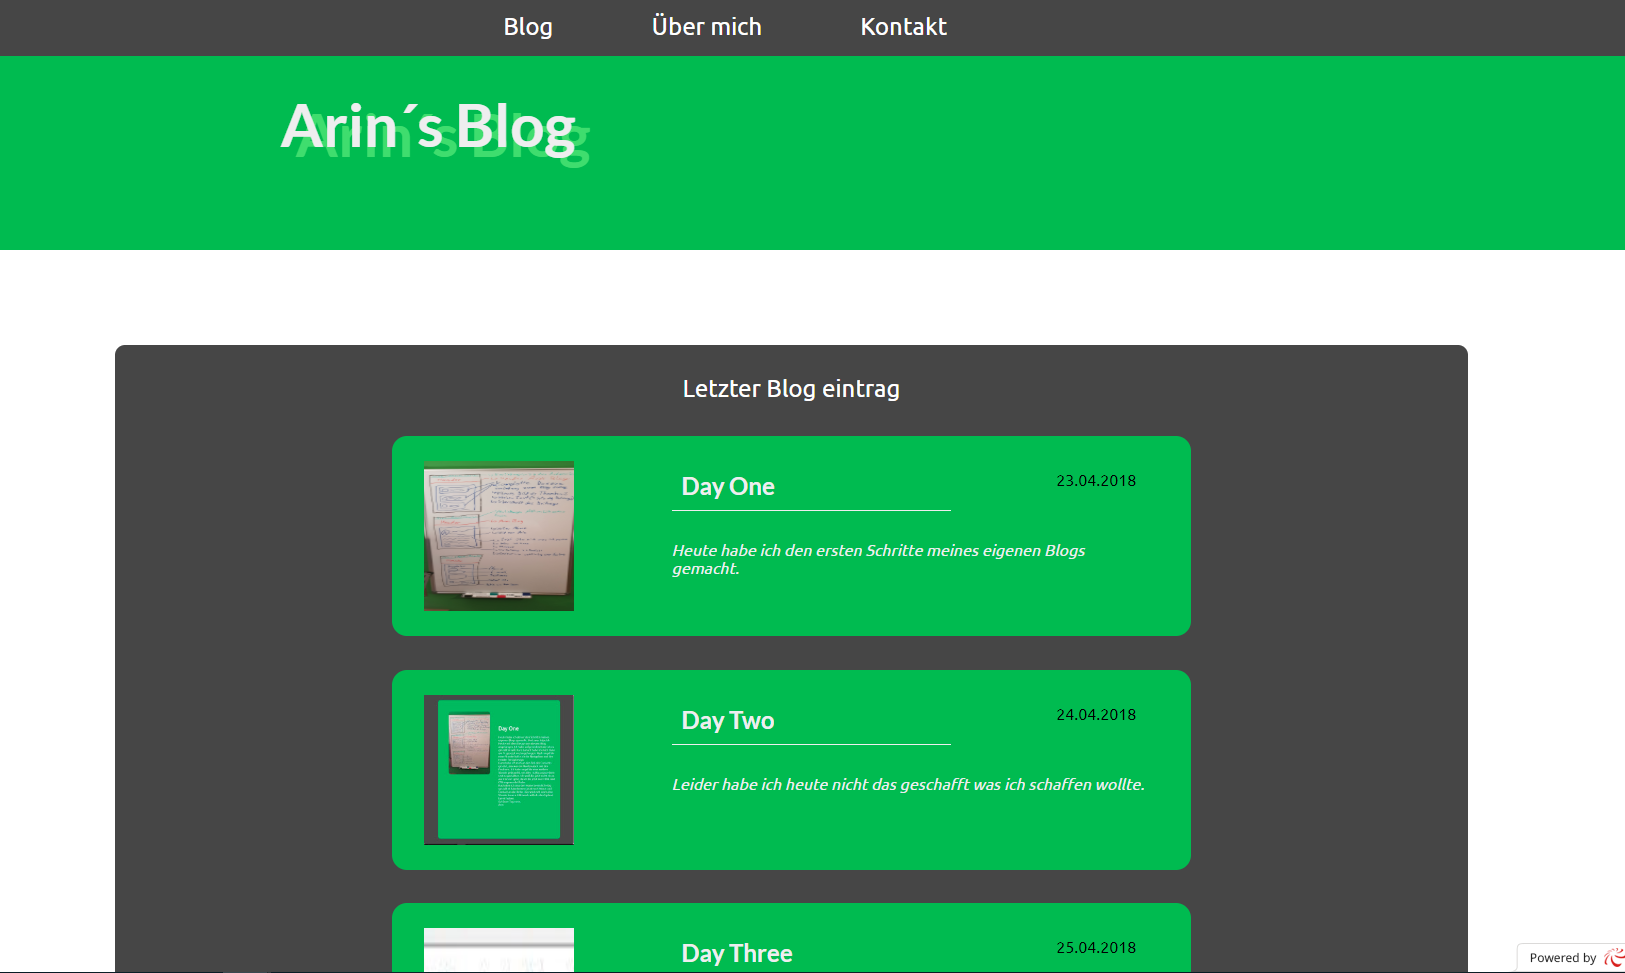 Blog Über mich Kontakt
Arin´s Blog
Letzter Blog eintrag
Day One
23.04.2018
Heute habe ich den ersten Schritte meines eigenen Blogs
gemacht.
Day One
Day Two
24.04.2018
Leider habe ich heute nicht das geschafft was ich schaffen wollte.
Day Three
25.04.2018
Powered by